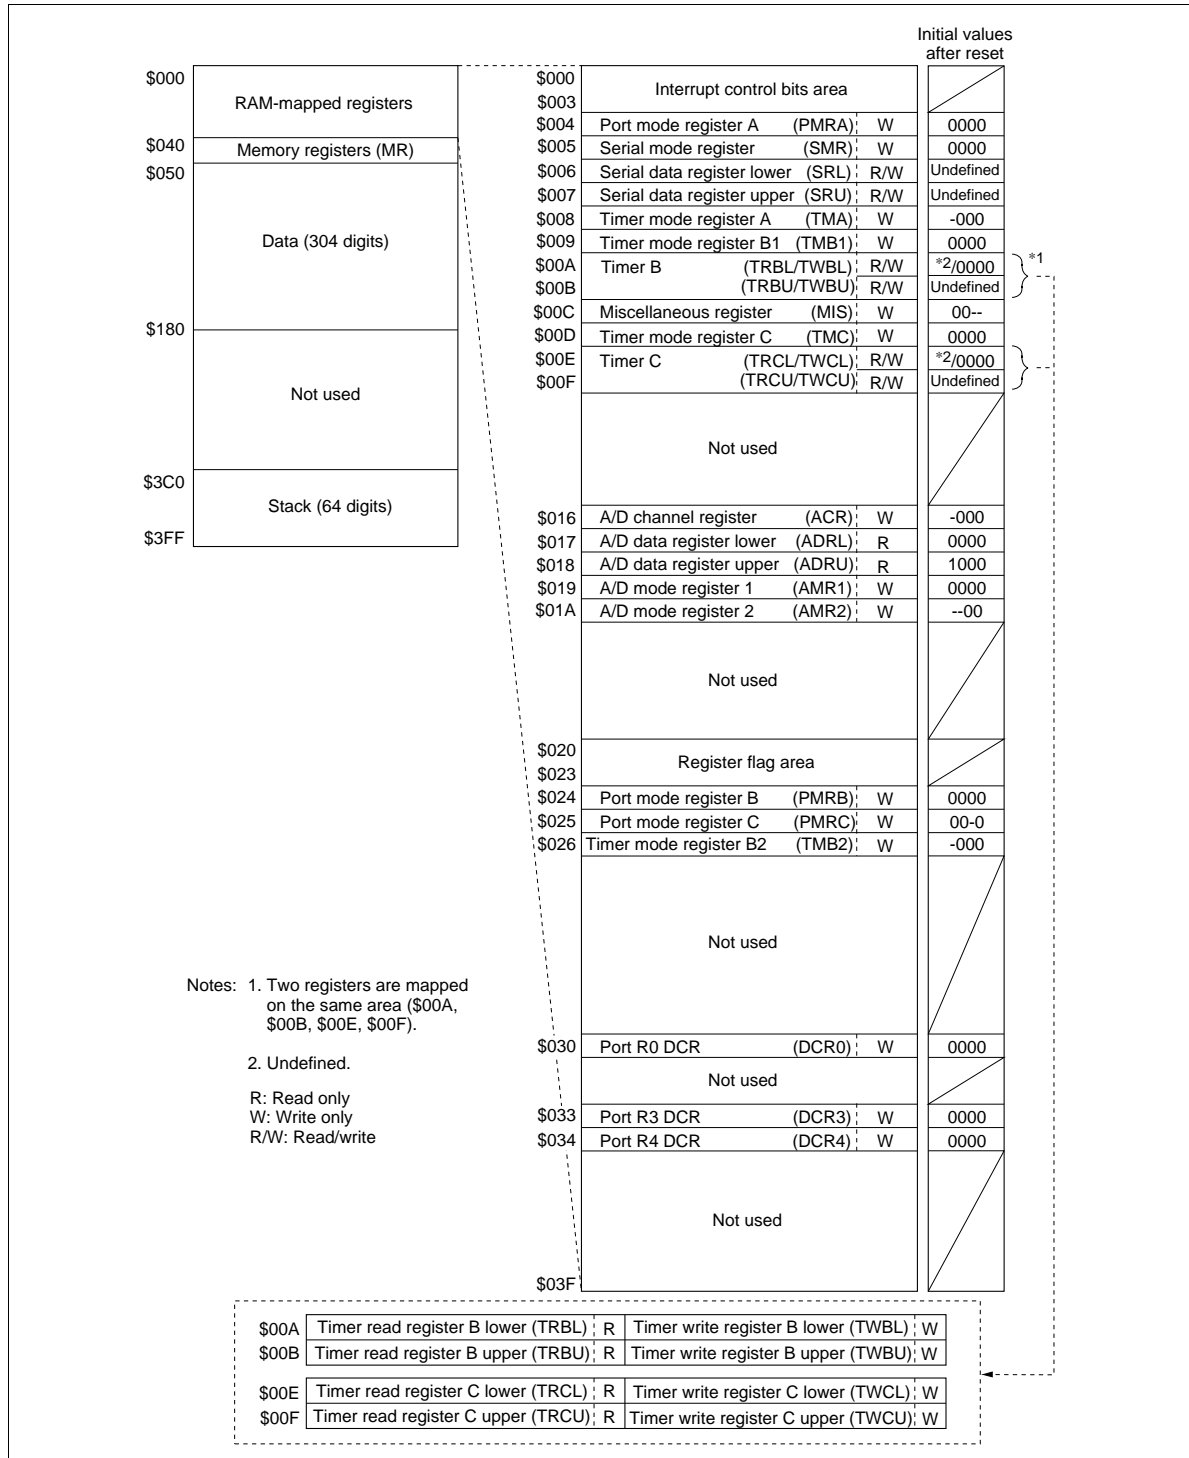 Initial values
after reset
$000
RAM-mapped registers
$040
Memory registers (MR)
$050
Data (304 digits)
$180
Not used
$3C0
Stack (64 digits)
$3FF
$000
Interrupt control bits area
$003
$004 Port mode register A (PMRA) W 0000
$005 Serial mode register (SMR) W 0000
$006 Serial data register lower (SRL) R/W Undefined
$007 Serial data register upper (SRU) R/W Undefined
$008 Timer mode register A (TMA) W -000
$009 Timer mode register B1 (TMB1) W 0000
$00A Timer B (TRBL/TWBL) R/W *2/0000 *1
$00B (TRBU/TWBU) R/W Undefined
$00C Miscellaneous register (MIS) W 00--
$00D Timer mode register C (TMC) W 0000
$00E Timer C (TRCL/TWCL) R/W *2/0000
$00F (TRCU/TWCU) R/W Undefined
Not used
$016 A/D channel register (ACR) W -000
$017 A/D data register lower (ADRL) R 0000
$018 A/D data register upper (ADRU) R 1000
$019 A/D mode register 1 (AMR1) W 0000
$01A A/D mode register 2 (AMR2) W --00
Not used
$020
Register flag area
$023
$024 Port mode register B (PMRB) W 0000
$025 Port mode register C (PMRC) W 00-0
$026 Timer mode register B2 (TMB2) W -000
Not used
$030 Port R0 DCR (DCR0) W 0000
Not used
$033 Port R3 DCR (DCR3) W 0000
$034 Port R4 DCR (DCR4) W 0000
Not used
$03F
Notes: 1. Two registers are mapped
on the same area ($00A,
$00B, $00E, $00F).
2. Undefined.
R: Read only
W: Write only
R/W: Read/write
$00A Timer read register B lower (TRBL) R Timer write register B lower (TWBL) W
$00B Timer read register B upper (TRBU) R Timer write register B upper (TWBU) W
$00E Timer read register C lower (TRCL) R Timer write register C lower (TWCL) W
$00F Timer read register C upper (TRCU) R Timer write register C upper (TWCU) W